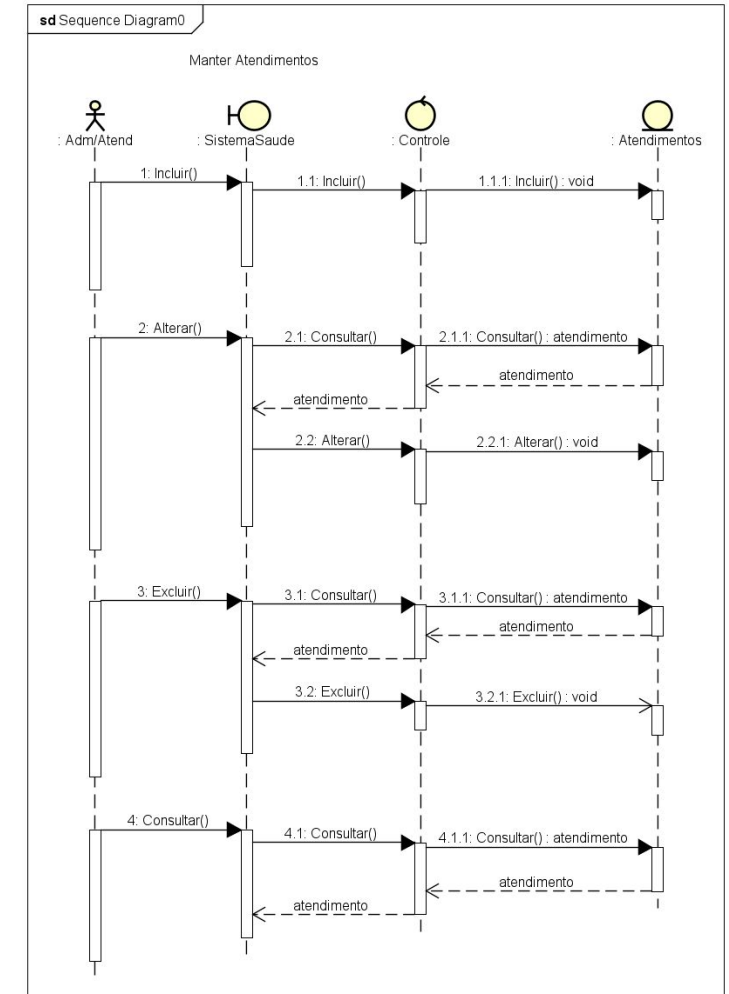 sd Sequence Diagram0
Manter Atendimentos
: Adm/Atend
: SistemaSaude
: Controle
: Atendimentos
1: Incluir()
1.1: Incluir()
1.1.1: Incluir() : void
2: Alterar()
2.1: Consultar()
2.1.1: Consultar() : atendimento
atendimento
atendimento
2.2: Alterar()
2.2.1: Alterar() : void
3: Excluir()
3.1: Consultar()
3.1.1: Consultar() : atendimento
atendimento
atendimento
3.2: Excluir()
3.2.1: Excluir() : void
4: Consultar()
4.1: Consultar()
4.1.1: Consultar() : atendimento
atendimento
atendimento